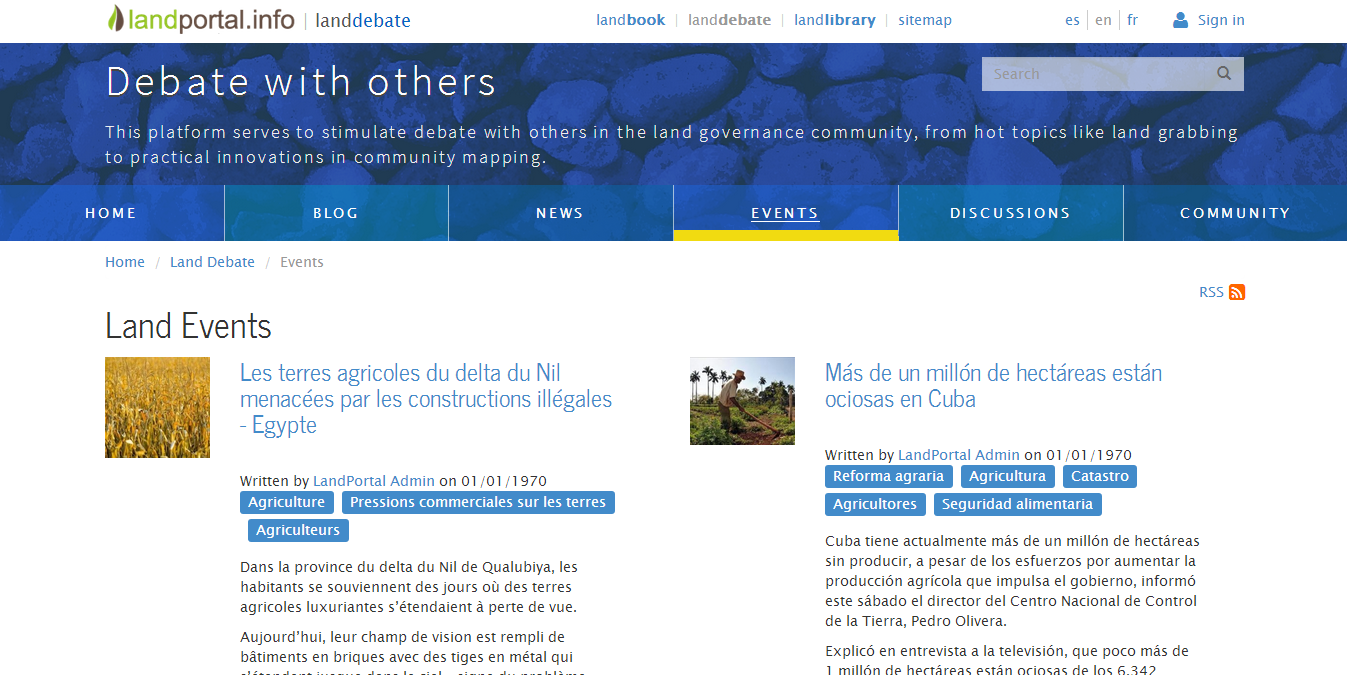 landportal.info | landdebate
landbook | landdebate | landlibrary | sitemap
es | en | fr
Sign in
Debate with others
Search
This platform serves to stimulate debate with others in the land governance community, from hot topics like land grabbing
to practical innovations in community mapping.
HOME
BLOG
NEWS
EVENTS
DISCUSSIONS
COMMUNITY
Home / Land Debate / Events
RSS
Land Events
Les terres agricoles du delta du Nil
menacées par les constructions illégales
- Egypte
Written by LandPortal Admin on 01/01/1970
Agriculture Pressions commerciales sur les terres
Agriculteurs
Dans la province du delta du Nil de Qualubiya, les
habitants se souviennent des jours où des terres
agricoles luxuriantes s’étendaient à perte de vue.
Aujourd’hui, leur champ de vision est rempli de
bâtiments en briques avec des tiges en métal qui
Más de un millón de hectáreas están
ociosas en Cuba
Written by LandPortal Admin on 01/01/1970
Reforma agraria Agricultura Catastro
Agricultores Seguridad alimentaria
Cuba tiene actualmente más de un millón de hectáreas
sin producir, a pesar de los esfuerzos por aumentar la
producción agrícola que impulsa el gobierno, informó
este sábado el director del Centro Nacional de Control
de la Tierra, Pedro Olivera.
Explicó en entrevista a la televisión, que poco más de
1 millón de hectáreas están ociosas de los 6.342